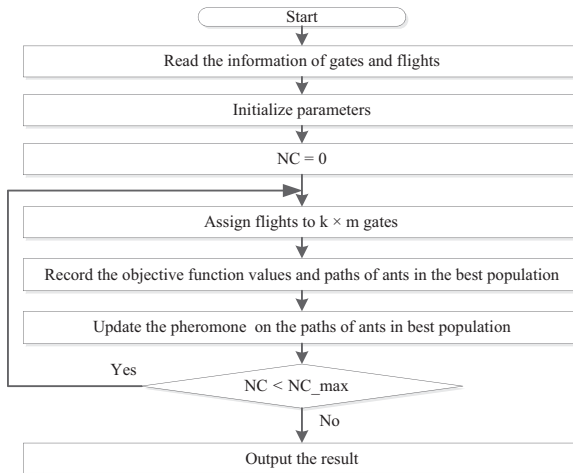 Start
Read the information of gates and flights
Initialize parameters
NC = 0
Assign flights to k × m gates
Record the objective function values and paths of ants in the best population
Update the pheromone on the paths of ants in best population
Yes
NC < NC_max
No
Output the result